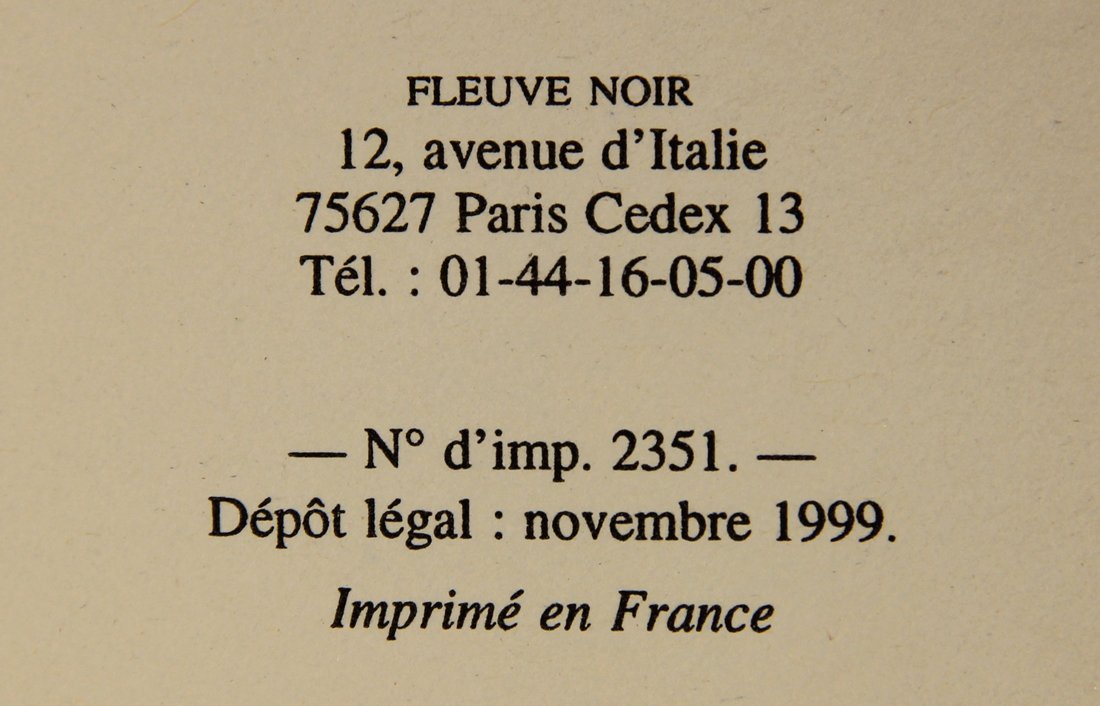 FLEUVE NOIR
12, avenue d'Italie
75627 Paris Cedex 13
Tél. : 01-44-16-05-00
— N° d'imp. 2351. —
Dépôt légal : novembre 1999.
Imprimé en France